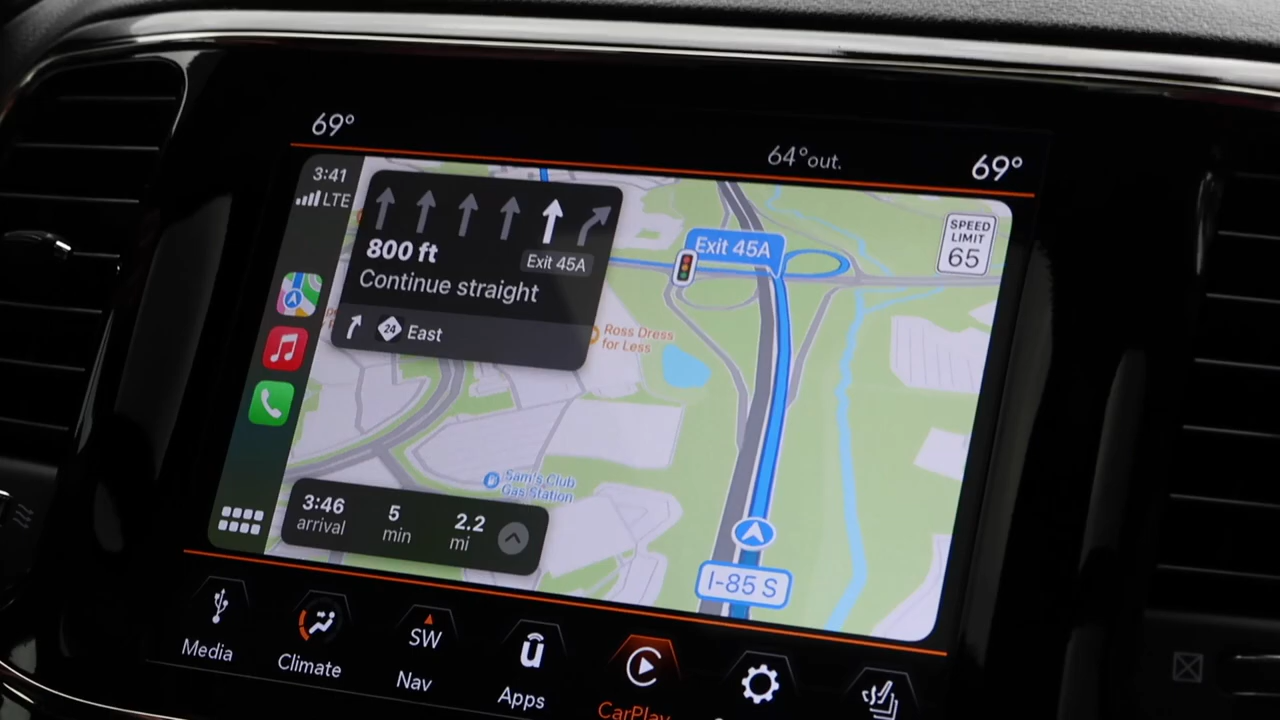 69°
64°out.
69°
3:41
LTE
800 ft
Exit 45A
Continue straight
24 East
Exit 45A
SPEED
LIMIT
65
Ross Dress
for Less
Sam's Club
Gas Station
3:46
arrival
5
min
2.2
mi
I-85 S
Media
Climate
SW
Nav
Apps
CarPlay